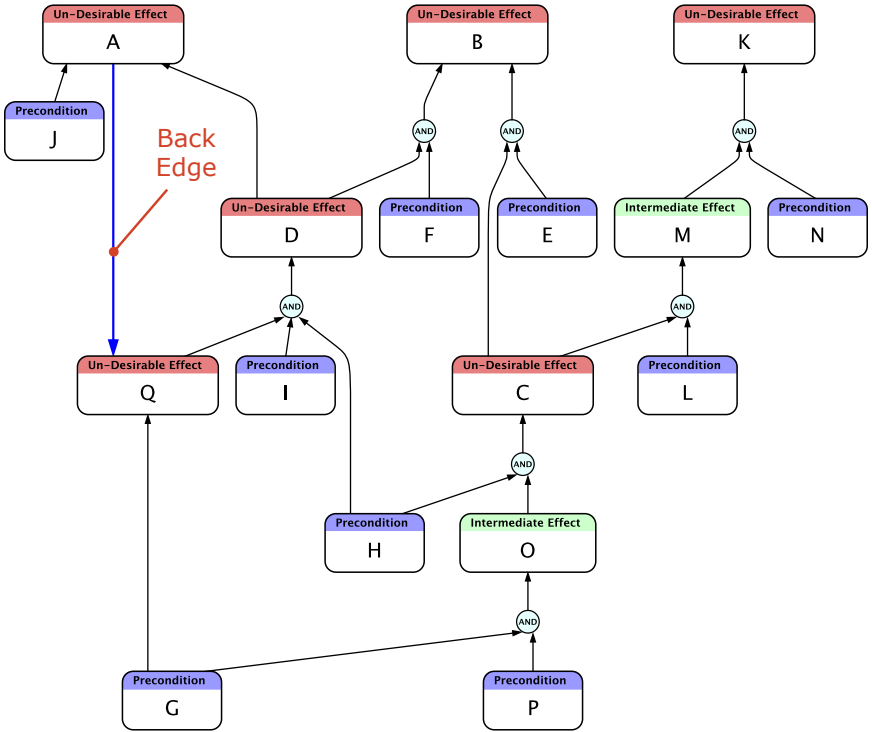 Un-Desirable Effect
A
Un-Desirable Effect
B
Un-Desirable Effect
K
Precondition
J
Back
Edge
AND
AND
AND
Un-Desirable Effect
D
Precondition
F
Precondition
E
Intermediate Effect
M
Precondition
N
AND
AND
Un-Desirable Effect
Q
Precondition
I
Un-Desirable Effect
C
Precondition
L
AND
Precondition
H
Intermediate Effect
O
AND
Precondition
G
Precondition
P